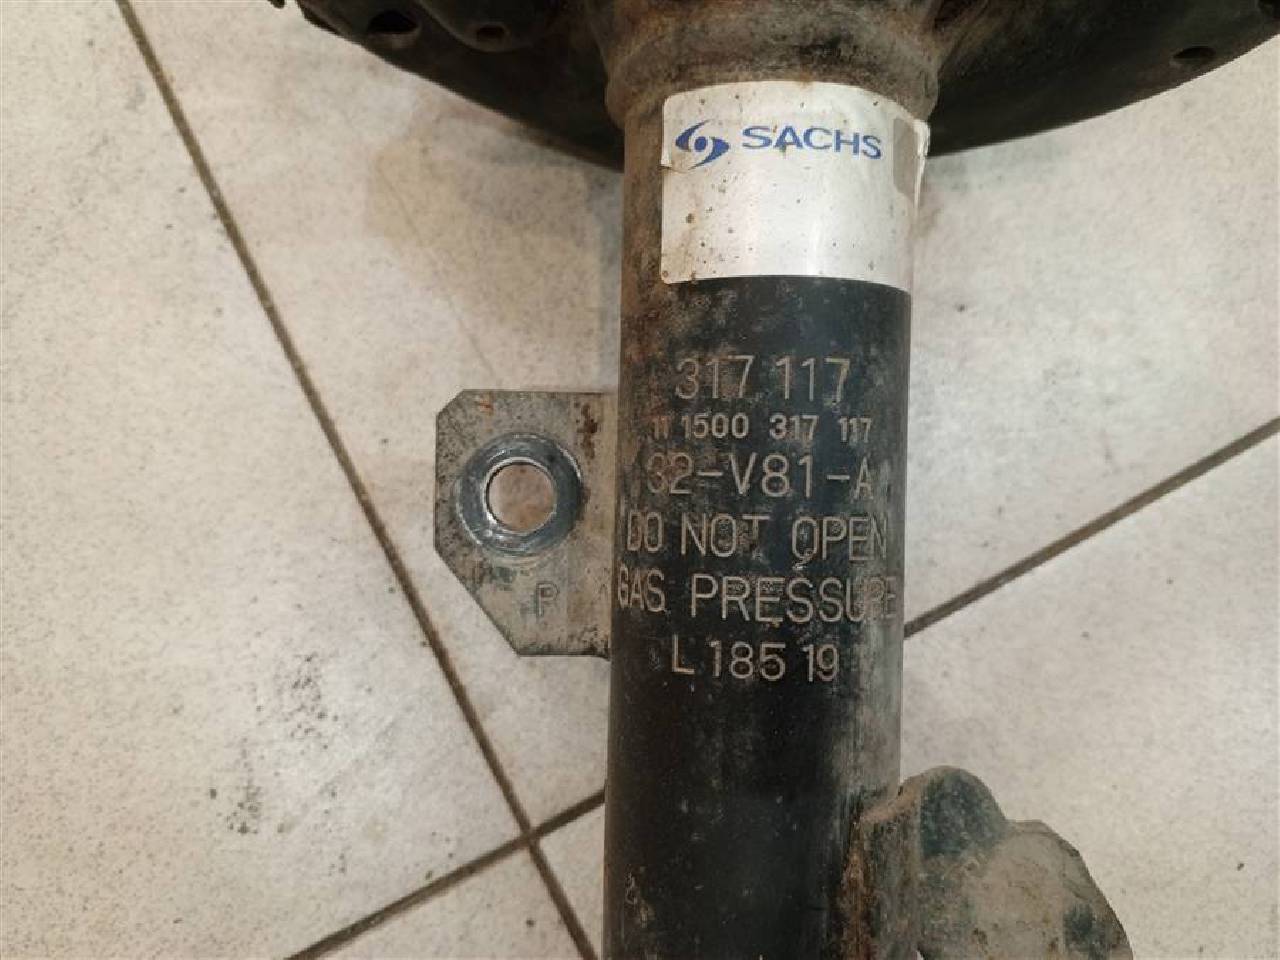 SACHS
317 117
11 1500 317 117
32-V81-A
DO NOT OPEN
GAS PRESSURE
R
L 185 19